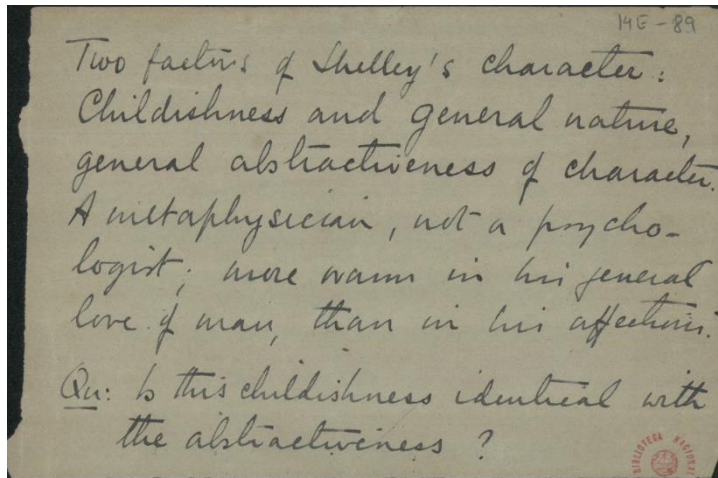 14E-89
Two factors of Shelley's character:
Childishness and general nature,
general abstractiveness of character.
A metaphysician, not a psycho-
logist; more warm in his general
love of man, than in his affections.
Qu: Is this childishness identical with
the abstractiveness?
BIBLIOTECA NACIONAL